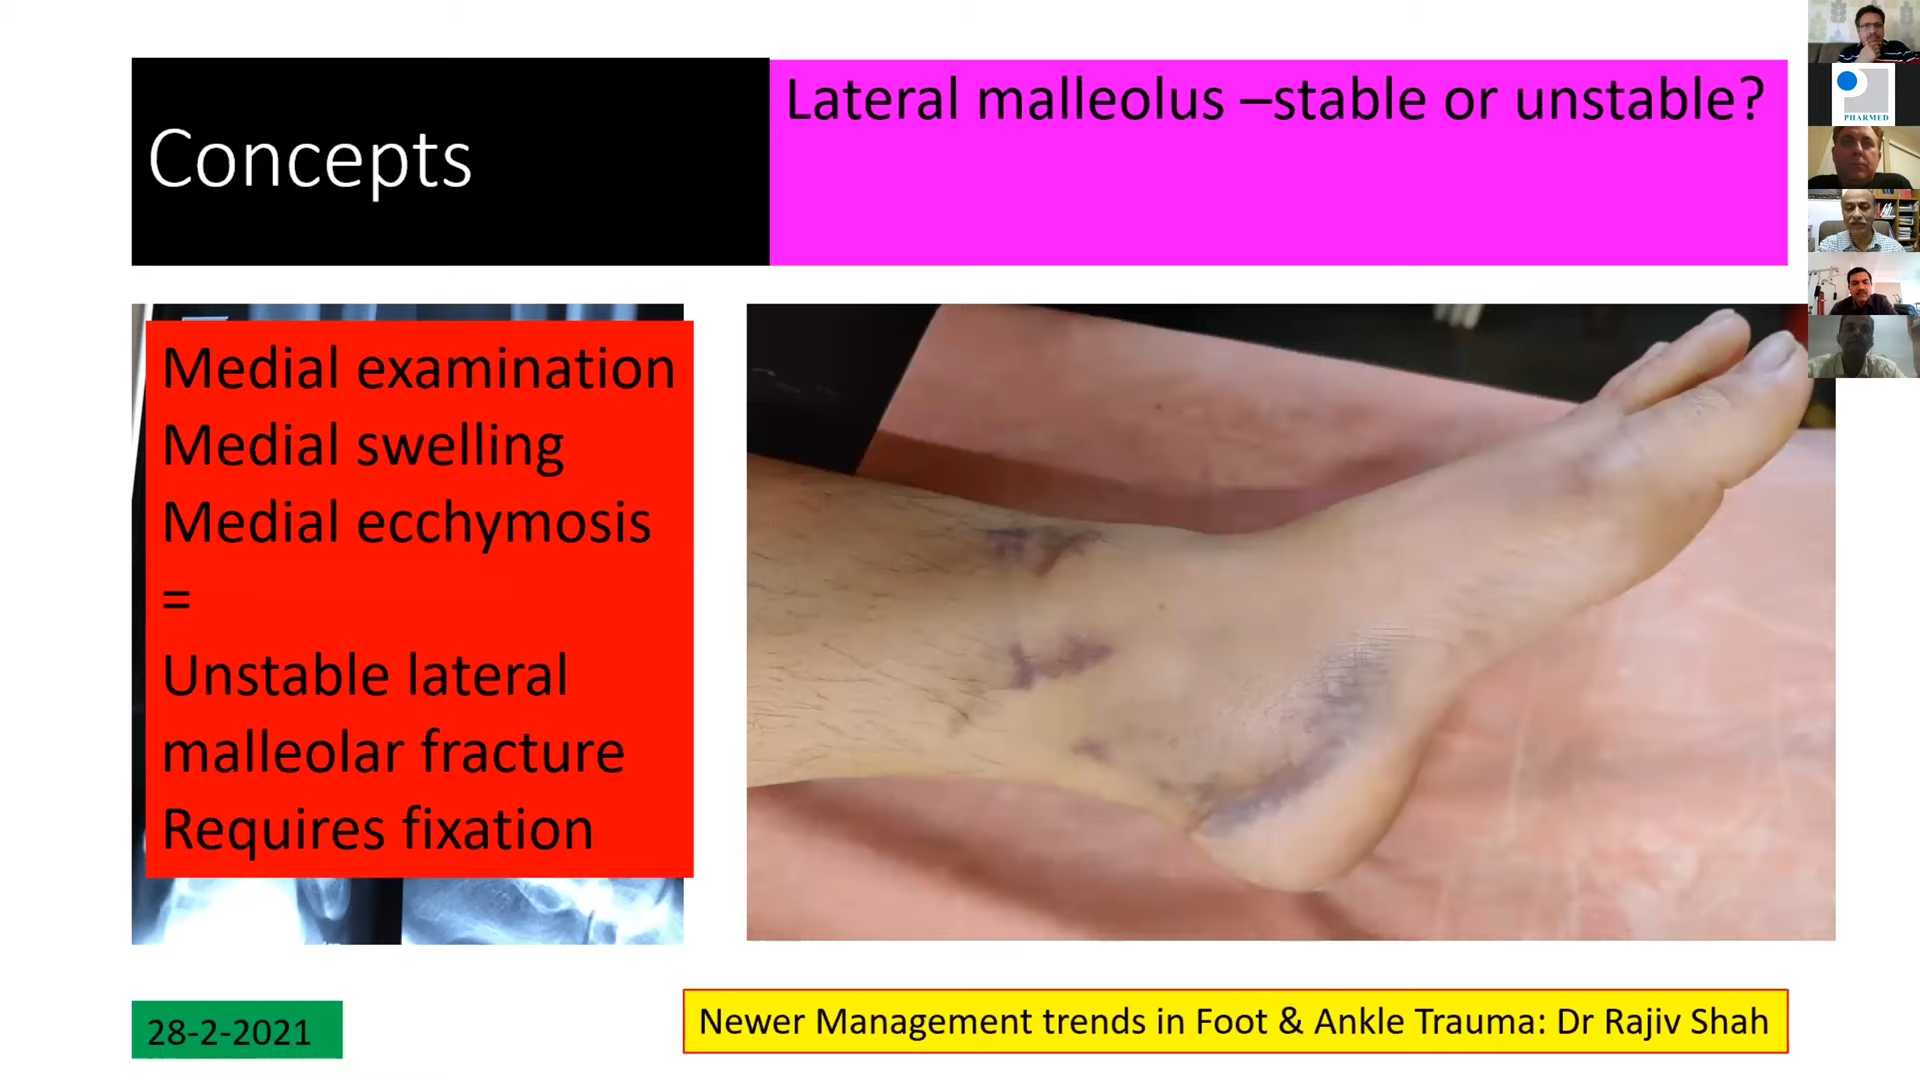 Concepts
Lateral malleolus –stable or unstable?
PHARMED
Medial examination
Medial swelling
Medial ecchymosis
=
Unstable lateral
malleolar fracture
Requires fixation
28-2-2021
Newer Management trends in Foot & Ankle Trauma: Dr Rajiv Shah